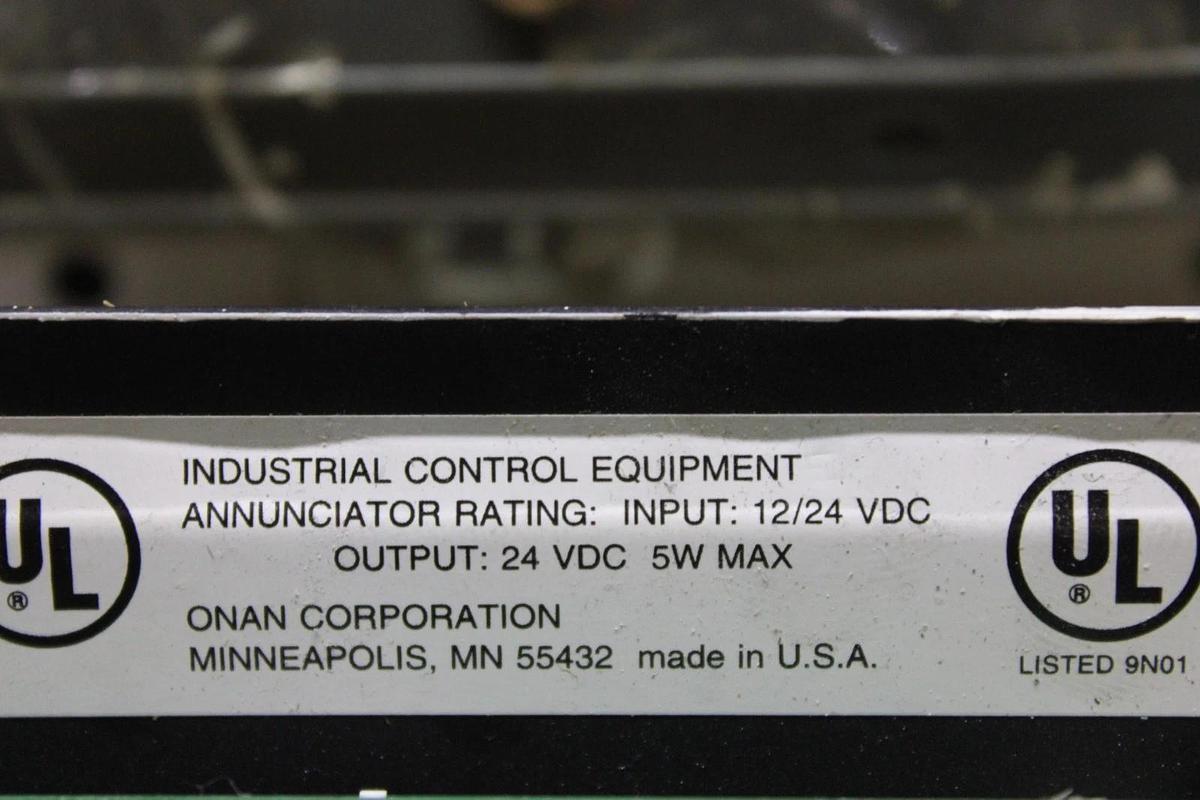 UL
®
INDUSTRIAL CONTROL EQUIPMENT
ANNUNCIATOR RATING: INPUT: 12/24 VDC
OUTPUT: 24 VDC 5W MAX
ONAN CORPORATION
MINNEAPOLIS, MN 55432 made in U.S.A.
UL
®
LISTED 9N01